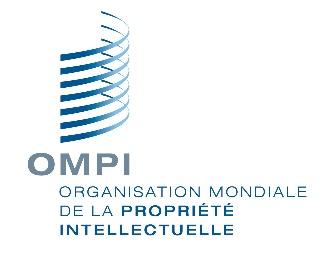 OMPI
ORGANISATION MONDIALE
DE LA PROPRIÉTÉ
INTELLECTUELLE